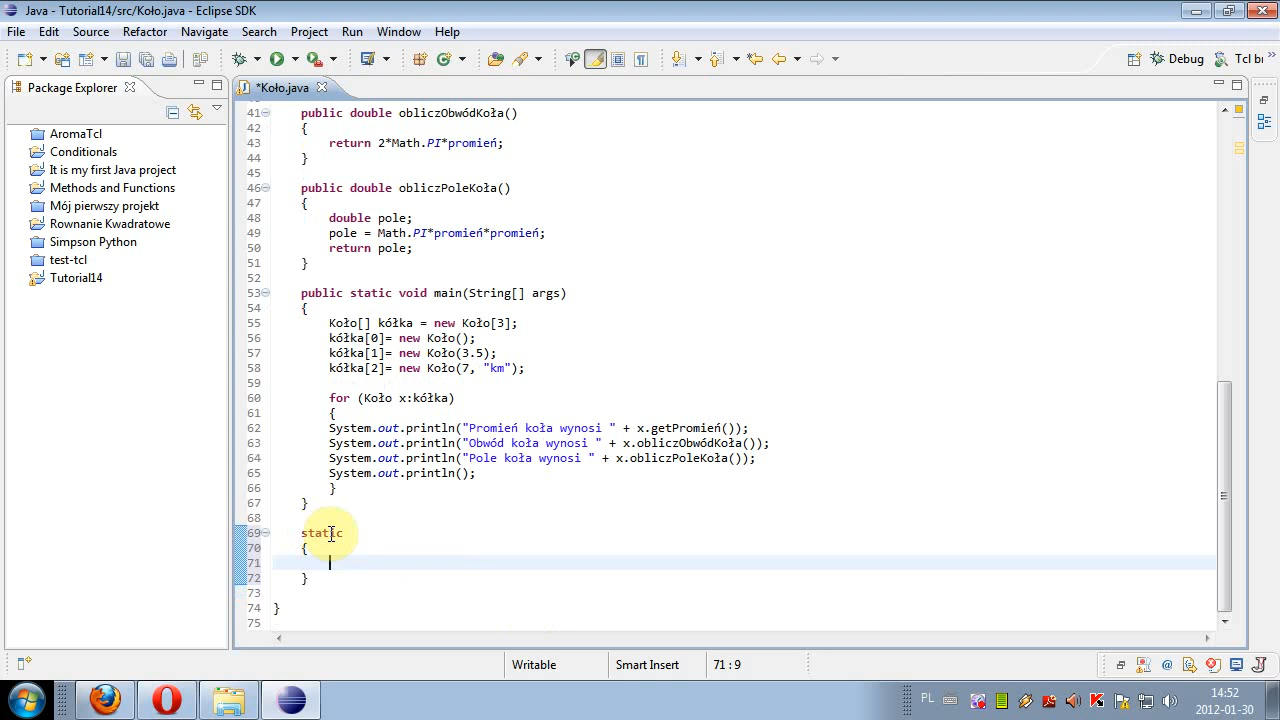 Java - Tutorial14/src/Koło.java - Eclipse SDK
File Edit Source Refactor Navigate Search Project Run Window Help
Debug Tcl bı
Package Explorer
*Koło.java
AromaTcl
Conditionals
It is my first Java project
Methods and Functions
Mój pierwszy projekt
Rownanie Kwadratowe
Simpson Python
test-tcl
Tutorial14
41 public double obliczObwódKoła()
42 {
43 return 2*Math.PI*promień;
44 }
45
46 public double obliczPoleKoła()
47 {
48 double pole;
49 pole = Math.PI*promień*promień;
50 return pole;
51 }
52
53 public static void main(String[] args)
54 {
55 Koło[] kółka = new Koło[3];
56 kółka[0]= new Koło();
57 kółka[1]= new Koło(3.5);
58 kółka[2]= new Koło(7, "km");
59
60 for (Koło x:kółka)
61 {
62 System.out.println("Promień koła wynosi " + x.getPromień());
63 System.out.println("Obwód koła wynosi " + x.obliczObwódKoła());
64 System.out.println("Pole koła wynosi " + x.obliczPoleKoła());
65 System.out.println();
66 }
67 }
68
69 static
70 {
71
72 }
73
74 }
75
Writable Smart Insert 71 : 9
PL
14:52
2012-01-30